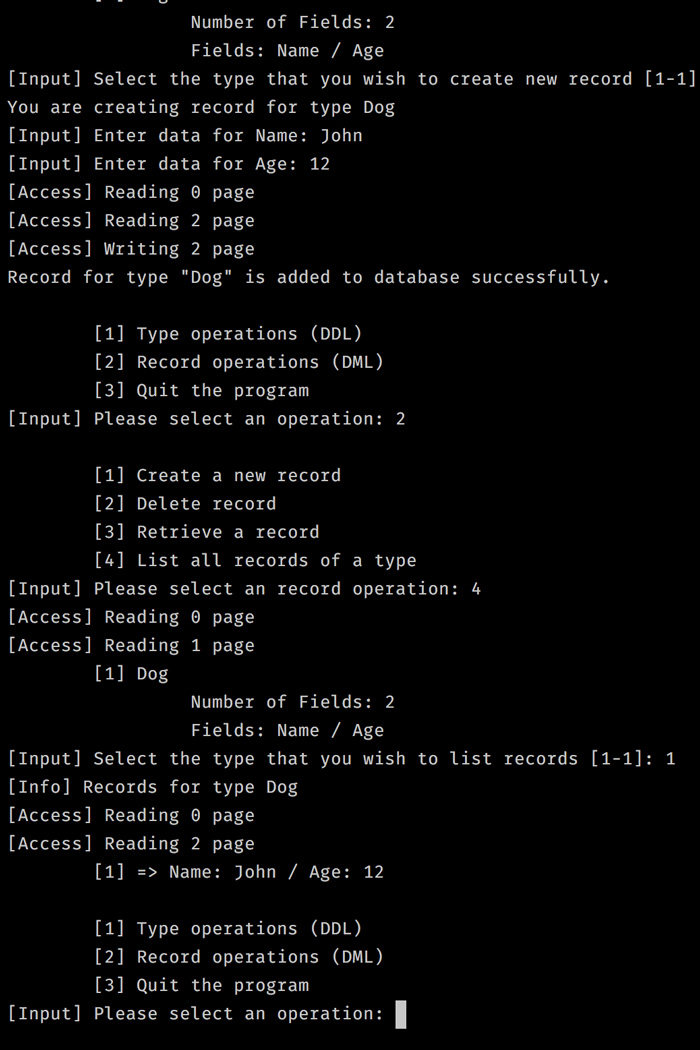 Number of Fields: 2
Fields: Name / Age
[Input] Select the type that you wish to create new record [1-1]
You are creating record for type Dog
[Input] Enter data for Name: John
[Input] Enter data for Age: 12
[Access] Reading 0 page
[Access] Reading 2 page
[Access] Writing 2 page
Record for type "Dog" is added to database successfully.
[1] Type operations (DDL)
[2] Record operations (DML)
[3] Quit the program
[Input] Please select an operation: 2
[1] Create a new record
[2] Delete record
[3] Retrieve a record
[4] List all records of a type
[Input] Please select an record operation: 4
[Access] Reading 0 page
[Access] Reading 1 page
[1] Dog
Number of Fields: 2
Fields: Name / Age
[Input] Select the type that you wish to list records [1-1]: 1
[Info] Records for type Dog
[Access] Reading 0 page
[Access] Reading 2 page
[1] => Name: John / Age: 12
[1] Type operations (DDL)
[2] Record operations (DML)
[3] Quit the program
[Input] Please select an operation: